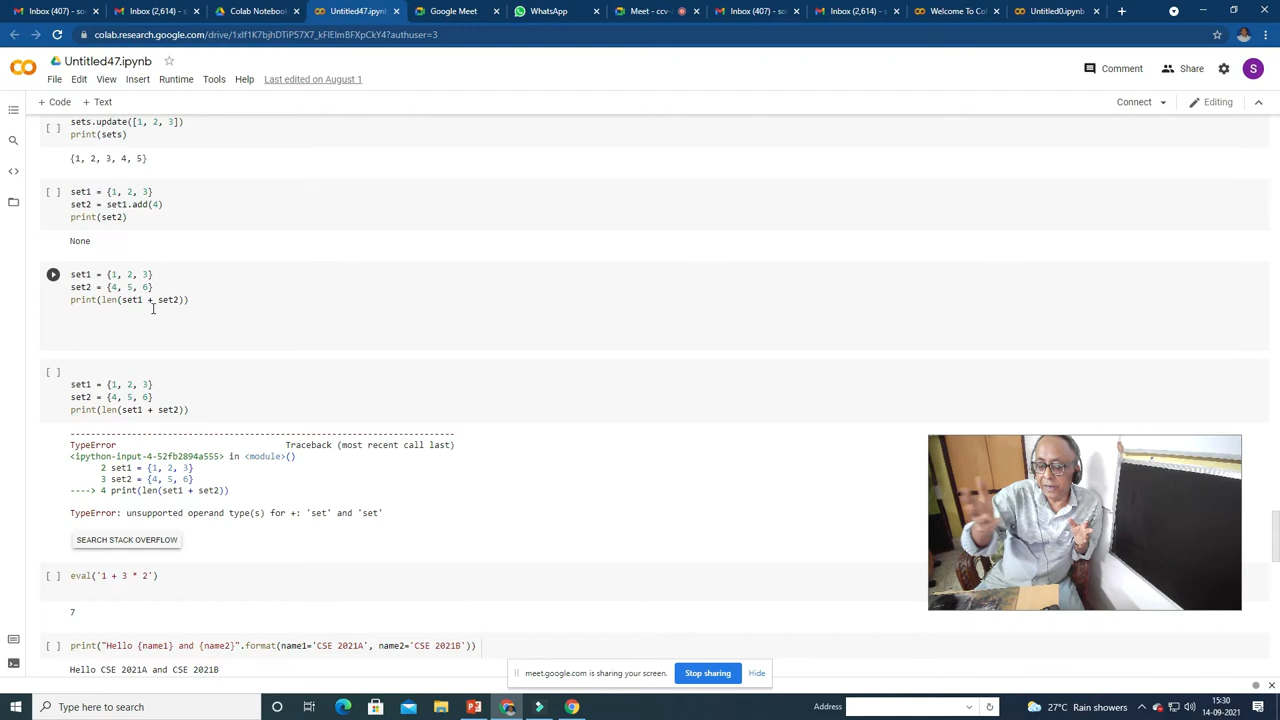 Inbox (407) - so
Inbox (2,614) - s
Colab Notebook
Untitled47.ipynb
Google Meet
WhatsApp
Meet - ccv-
Inbox (407) - so
Inbox (2,614) - s
Welcome To Col
Untitled0.ipynb
colab.research.google.com/drive/
?authuser=3
Untitled47.ipynb
File Edit View Insert Runtime Tools Help Last edited on August 1
Comment Share S
+ Code + Text
Connect Editing
sets.update([1, 2, 3])
[ ] print(sets)
{1, 2, 3, 4, 5}
[ ] set1 = {1, 2, 3}
set2 = set1.add(4)
print(set2)
None
set1 = {1, 2, 3}
set2 = {4, 5, 6}
print(len(set1 + set2))
[ ]
set1 = {1, 2, 3}
set2 = {4, 5, 6}
print(len(set1 + set2))
---------------------------------------------------------------------------
TypeError Traceback (most recent call last)
<ipython-input-4-52fb2894a555> in <module>()
2 set1 = {1, 2, 3}
3 set2 = {4, 5, 6}
----> 4 print(len(set1 + set2))
TypeError: unsupported operand type(s) for +: 'set' and 'set'
SEARCH STACK OVERFLOW
[ ] eval('1 + 3 * 2')
7
[ ] print("Hello {name1} and {name2}".format(name1='CSE 2021A', name2='CSE 2021B'))
Hello CSE 2021A and CSE 2021B
meet.google.com is sharing your screen. Stop sharing Hide
Type here to search
Address
27°C Rain showers
15:30
14-09-2021